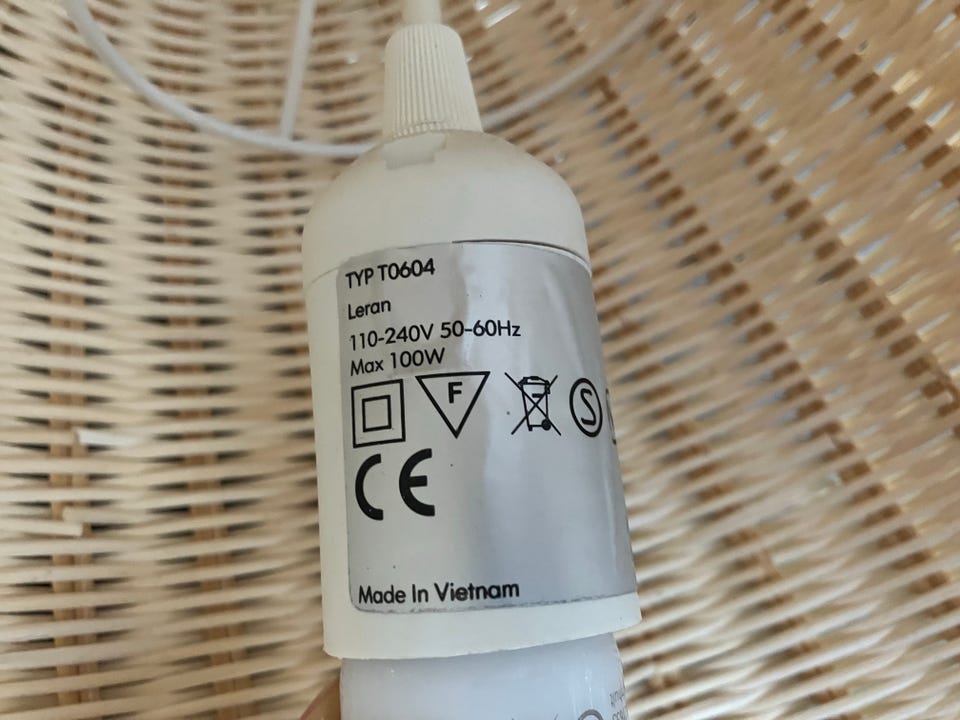 TYP T0604
Leran
110-240V 50-60Hz
Max 100W
F
S
CE
Made In Vietnam